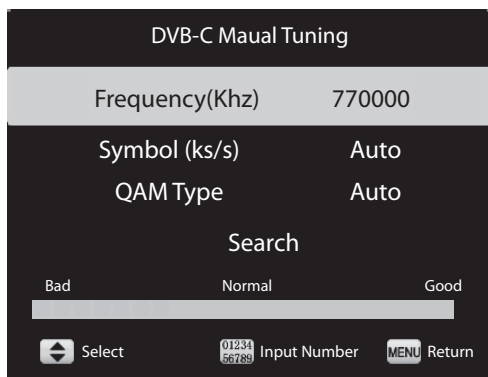 DVB-C Maual Tuning
Frequency(Khz) 770000
Symbol (ks/s) Auto
QAM Type Auto
Search
Bad Normal Good
Select 01234 56789 Input Number MENU Return